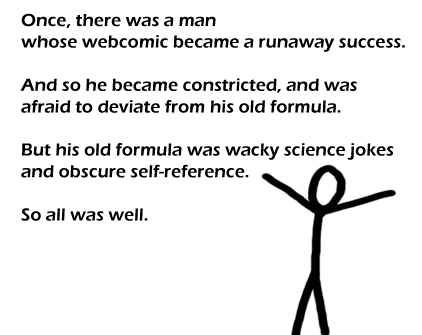 Once, there was a man
whose webcomic became a runaway success.
And so he became constricted, and was
afraid to deviate from his old formula.
But his old formula was wacky science jokes
and obscure self-reference.
So all was well.